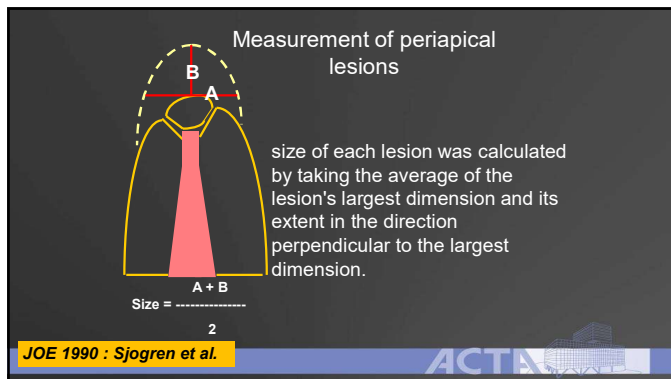 Measurement of periapical
lesions
B
A
size of each lesion was calculated
by taking the average of the
lesion's largest dimension and its
extent in the direction
perpendicular to the largest
dimension.
A + B
Size = ---------------
2
JOE 1990 : Sjogren et al.
ACTA